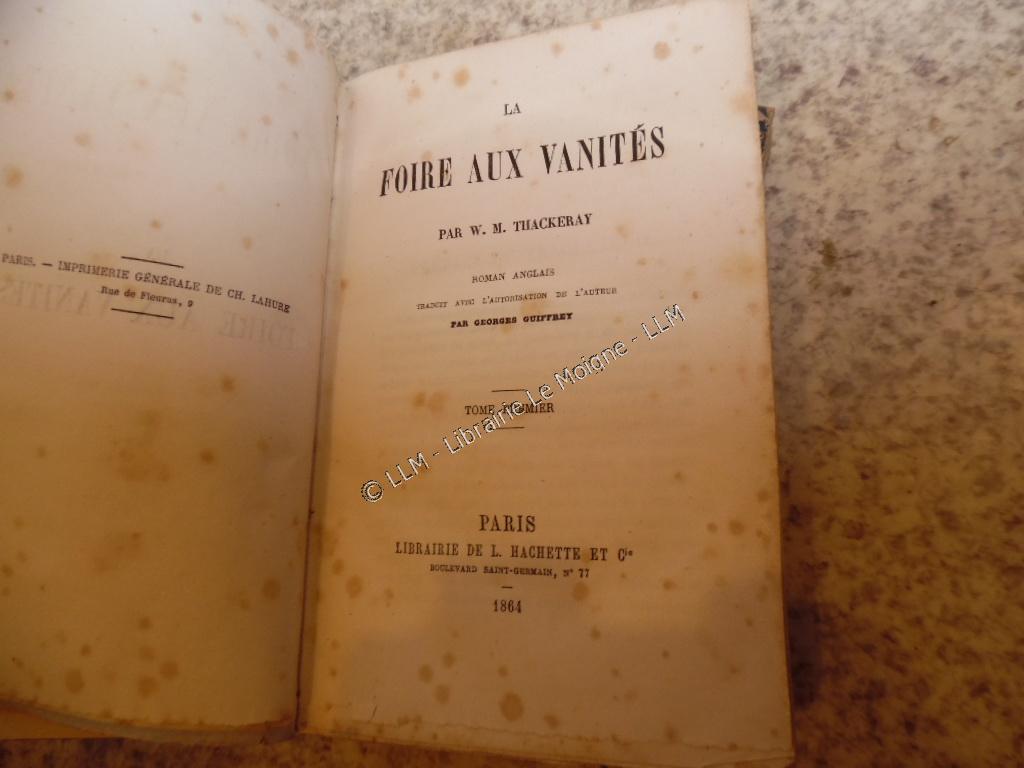 PARIS. — IMPRIMERIE GÉNÉRALE DE CH. LAHURE
Rue de Fleurus, 9
LA
FOIRE AUX VANITÉS
PAR W. M. THACKERAY
ROMAN ANGLAIS
TRADUIT AVEC L'AUTORISATION DE L'AUTEUR
PAR GEORGES GUIFFREY
TOME PREMIER
© LLM - Librairie Le Moigne - LLM
PARIS
LIBRAIRIE DE L. HACHETTE ET Cie
BOULEVARD SAINT-GERMAIN, N° 77
1864